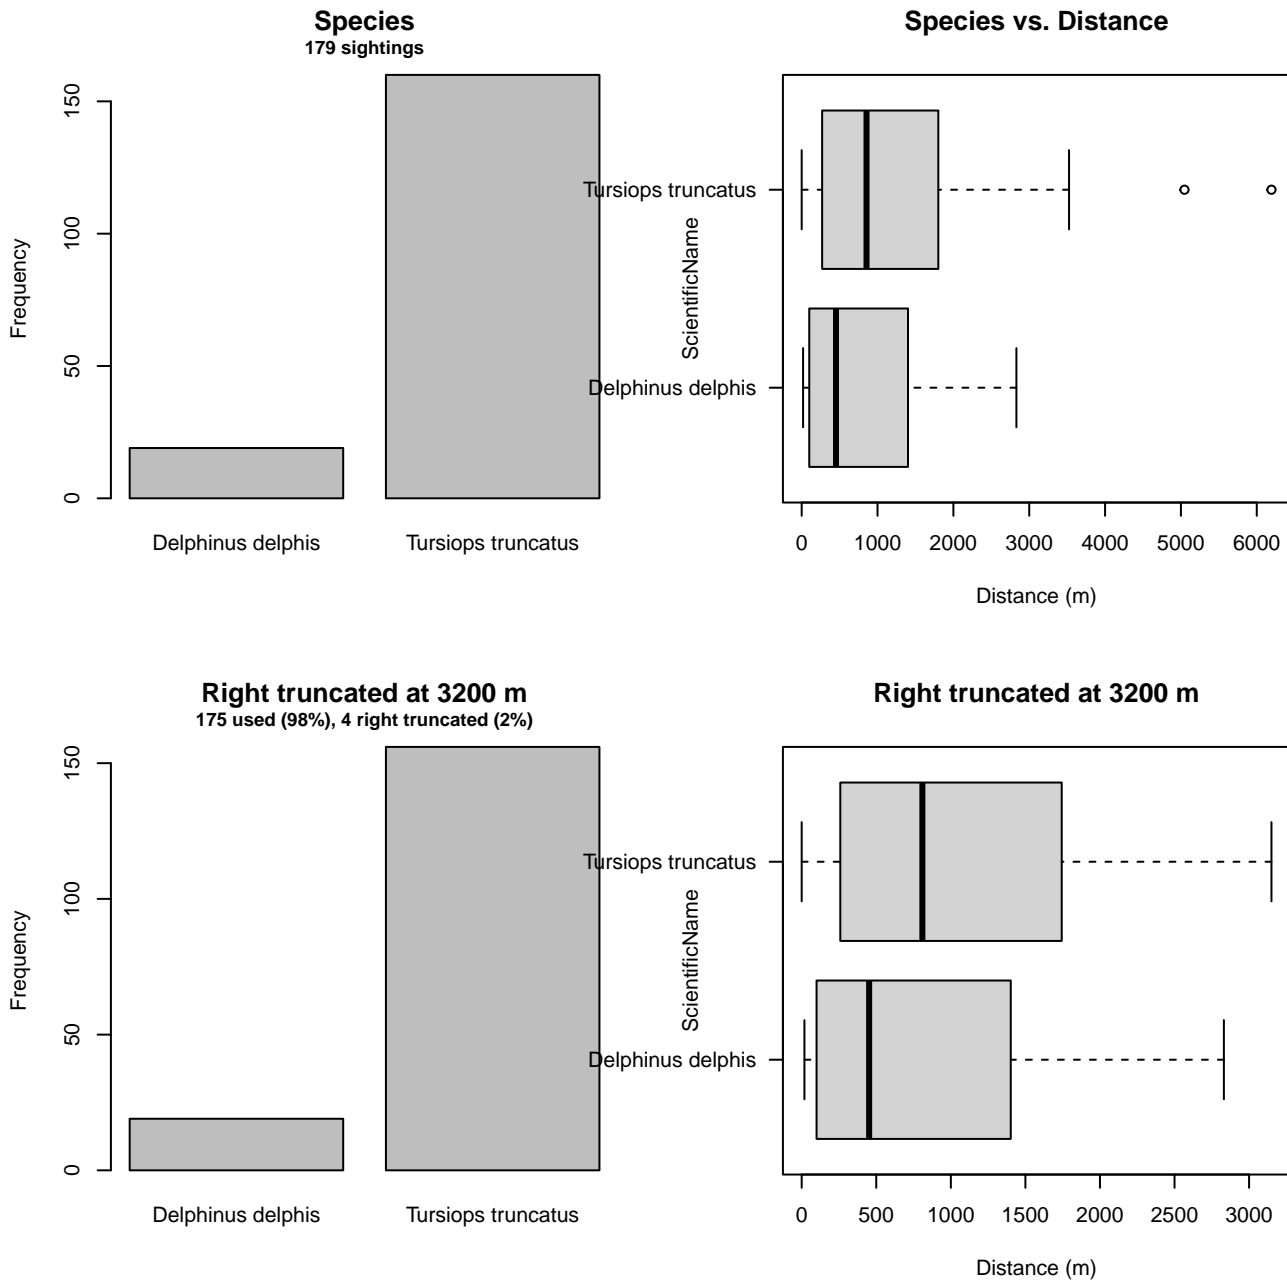 Species
179 sightings
Frequency
0
50
100
150
Delphinus delphis
Tursiops truncatus
Species vs. Distance
ScientificName
Tursiops truncatus
Delphinus delphis
0 1000 2000 3000 4000 5000 6000
Distance (m)
Right truncated at 3200 m
175 used (98%), 4 right truncated (2%)
Frequency
0
50
100
150
Delphinus delphis
Tursiops truncatus
Right truncated at 3200 m
ScientificName
Tursiops truncatus
Delphinus delphis
0 500 1000 1500 2000 2500 3000
Distance (m)